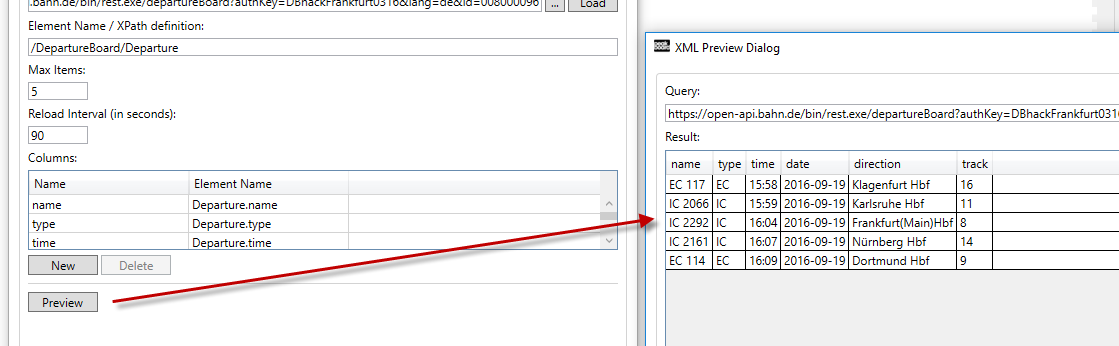 .bahn.de/bin/rest.exe/departureBoard?authKey=DBhackFrankfurt0316&lang=de&id=008000096
...
Load
Element Name / XPath definition:
/DepartureBoard/Departure
Max Items:
5
Reload Interval (in seconds):
90
Columns:
Name Element Name
name Departure.name
type Departure.type
time Departure.time
New Delete
Preview
XML Preview Dialog
Query:
https://open-api.bahn.de/bin/rest.exe/departureBoard?authKey=DBhackFrankfurt0316
Result:
name type time date direction track
EC 117 EC 15:58 2016-09-19 Klagenfurt Hbf 16
IC 2066 IC 15:59 2016-09-19 Karlsruhe Hbf 11
IC 2292 IC 16:04 2016-09-19 Frankfurt(Main)Hbf 8
IC 2161 IC 16:07 2016-09-19 Nürnberg Hbf 14
EC 114 EC 16:09 2016-09-19 Dortmund Hbf 9